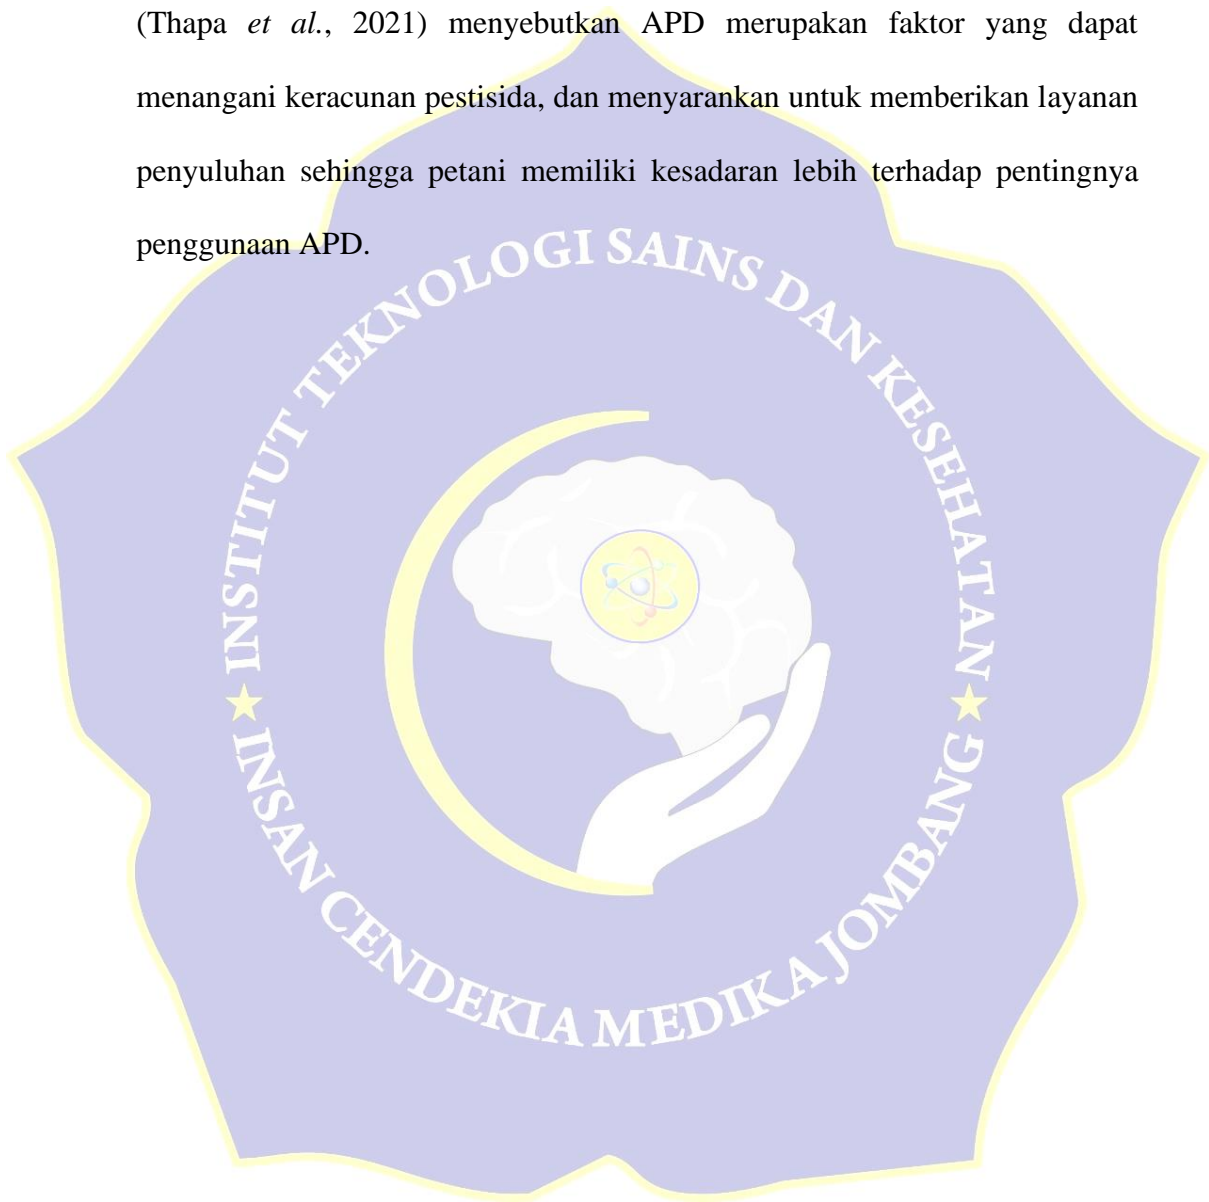 (Thapa et al., 2021) menyebutkan APD merupakan faktor yang dapat
menangani keracunan pestisida, dan menyarankan untuk memberikan layanan
penyuluhan sehingga petani memiliki kesadaran lebih terhadap pentingnya
penggunaan APD.
INSTITUT TEKNOLOGI SAINS DAN KESEHATAN
INSAN CENDEKIA MEDIKA JOMBANG